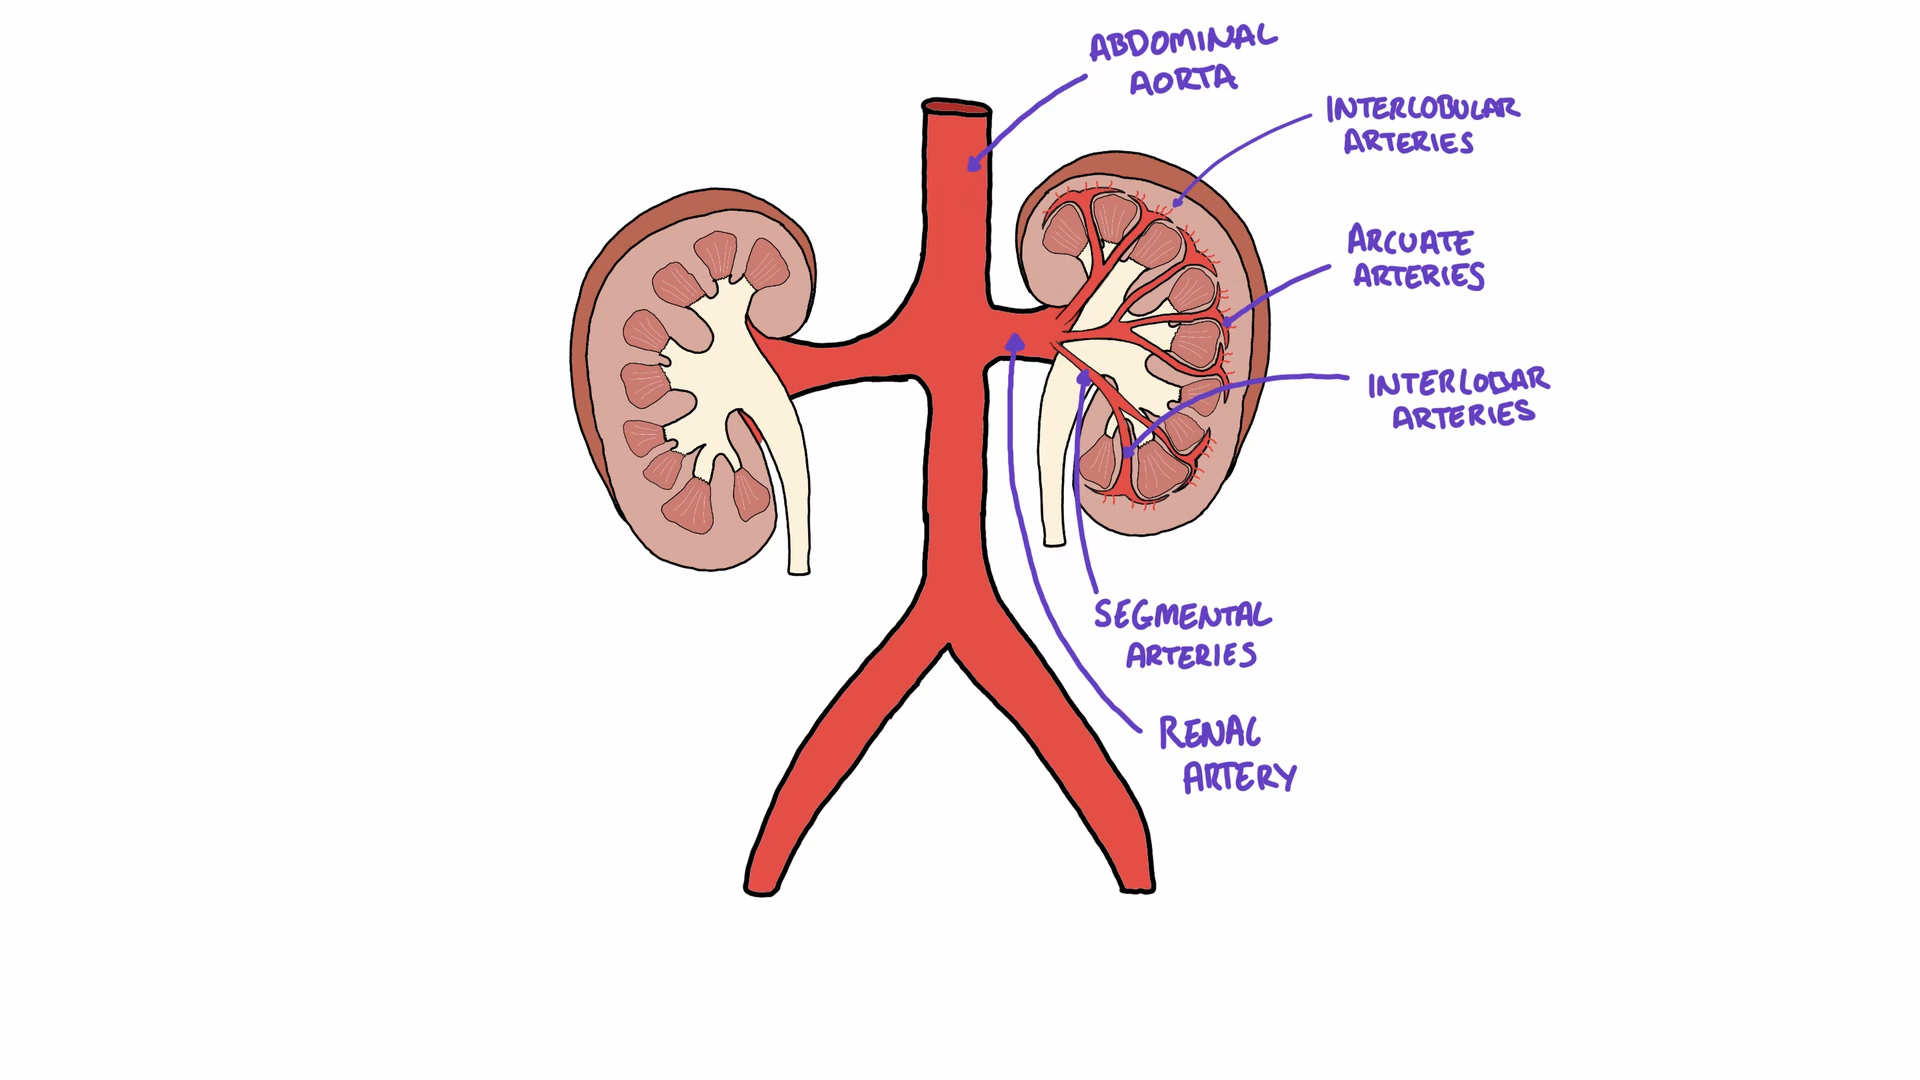 ABDOMINAL
AORTA
INTERLOBULAR
ARTERIES
ARCUATE
ARTERIES
INTERLOBAR
ARTERIES
SEGMENTAL
ARTERIES
RENAL
ARTERY